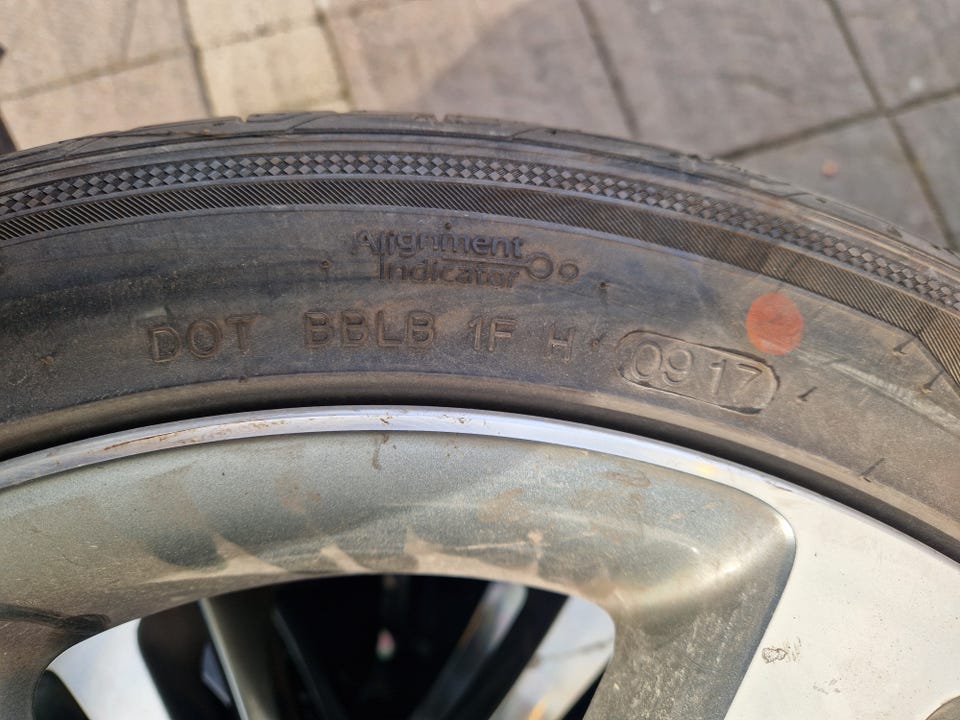 Alignment
Indicator
DOT BBLB 1F H 0917